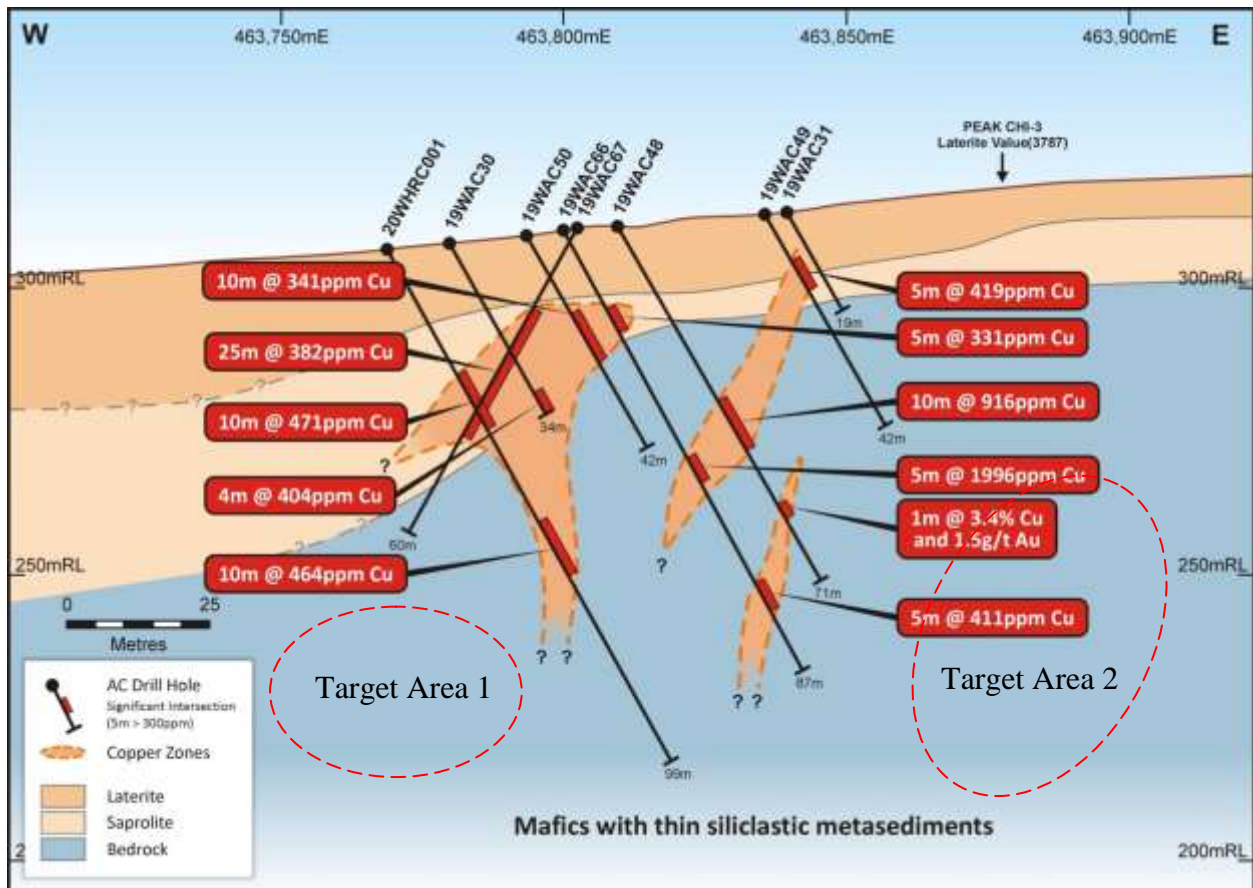 W
463,750mE
463,800mE
463,850mE
463,900mE
E
PEAK CHI-3
Laterite Value(3787)
20WHRC001
19WAC30
19WAC50
19WAC66
19WAC67
19WAC48
19WAC49
19WAC31
300mRL
300mRL
10m @ 341ppm Cu
25m @ 382ppm Cu
10m @ 471ppm Cu
4m @ 404ppm Cu
10m @ 464ppm Cu
5m @ 419ppm Cu
5m @ 331ppm Cu
10m @ 916ppm Cu
5m @ 1996ppm Cu
1m @ 3.4% Cu
and 1.5g/t Au
5m @ 411ppm Cu
?
?
?
?
?
19m
34m
42m
42m
60m
71m
87m
99m
?
?
?
?
?
?
250mRL
250mRL
0
25
Metres
AC Drill Hole
Significant Intersection
(5m > 300ppm)
Copper Zones
Laterite
Saprolite
Bedrock
Target Area 1
Target Area 2
Mafics with thin siliclastic metasediments
2
200mRL